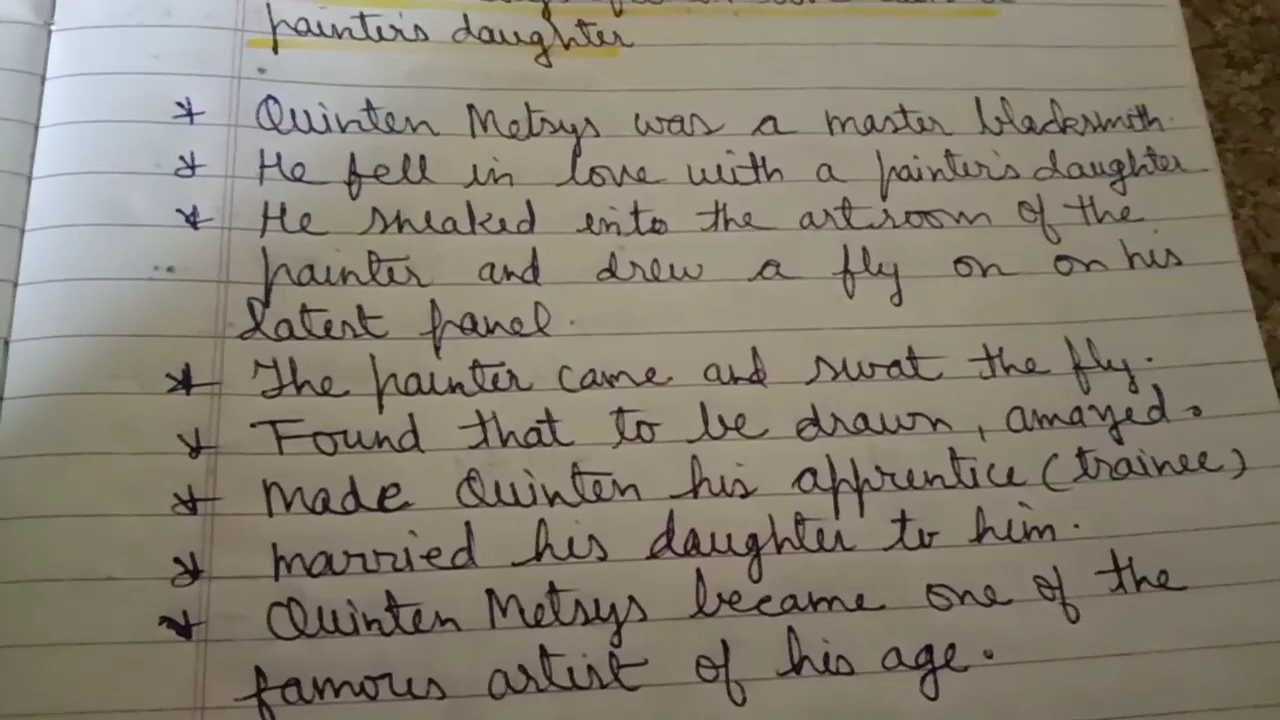 painter's daughter
* Quinten Metsys was a master blacksmith.
* He fell in love with a painter's daughter
* He sneaked into the art room of the
painter and drew a fly on on his
latest panel.
* The painter came and swat the fly.
* Found that to be drawn, amazed.
* Made Quinten his apprentice (trainee)
* married his daughter to him.
* Quinten Metsys became one of the
famous artist of his age.